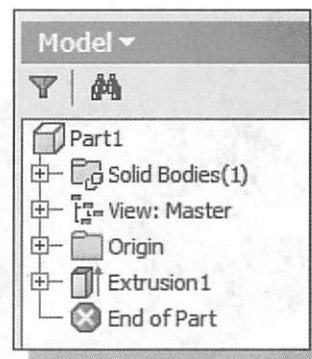 Model
Part1
Solid Bodies(1)
View: Master
Origin
Extrusion1
End of Part